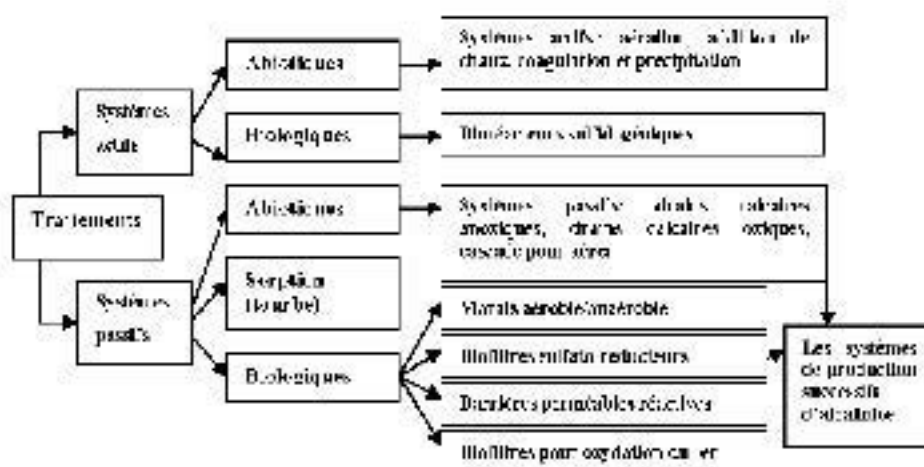 Systèmes actifs: aération, addition de
chaux, coagulation et précipitation
Abiotiques
Systèmes
actifs
Biologiques
Bioréacteurs sulfidogéniques
Traitements
Abiotiques
Systèmes passifs: drains calcaires
anoxiques, drains calcaires oxiques,
cascade pour aérer
Sorption
(tourbe)
Systèmes
passifs
Biologiques
Marais aérobie/anaérobie
Biofiltres sulfato-réducteurs
Barrières perméables réactives
Biofiltres pour oxydation du fer
Les systèmes
de production
successifs
d'alcalinité